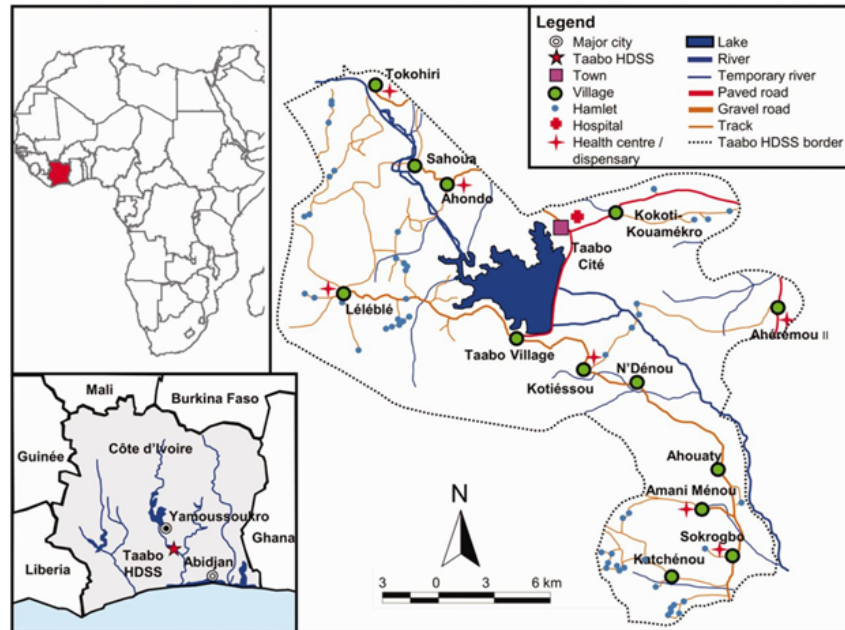 Legend
Major city
Taabo HDSS
Town
Village
Hamlet
Hospital
Health centre /
dispensary
Lake
River
Temporary river
Paved road
Gravel road
Track
Taabo HDSS border
Tokohiri
Sahoua
Ahondo
Kokoti-
Kouamékro
Taabo
Cité
Léléblé
Ahérémou II
Taabo Village
N'Dénou
Kotiéssou
Ahouaty
Amani Ménou
Sokrogbo
Katchénou
N
3 0 3 6 km
Mali
Burkina Faso
Guinée
Côte d'Ivoire
Yamoussoukro
Ghana
Taabo
HDSS
Abidjan
Liberia